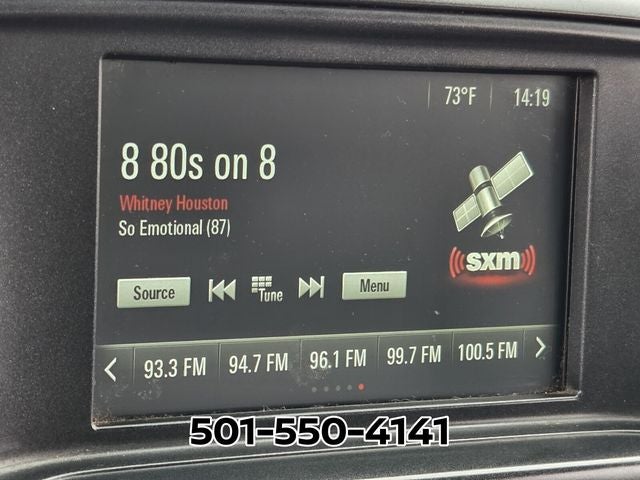 73°F 14:19
8 80s on 8
Whitney Houston
So Emotional (87)
sxm
Source Tune Menu
93.3 FM 94.7 FM 96.1 FM 99.7 FM 100.5 FM
501-550-4141